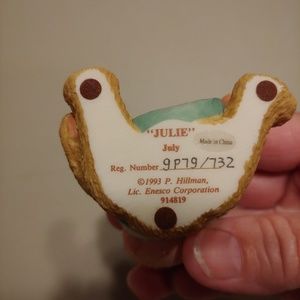 "JULIE"
Made in China
July
Reg. Number 9P79/732
©1993 P. Hillman,
Lic. Enesco Corporation
914819